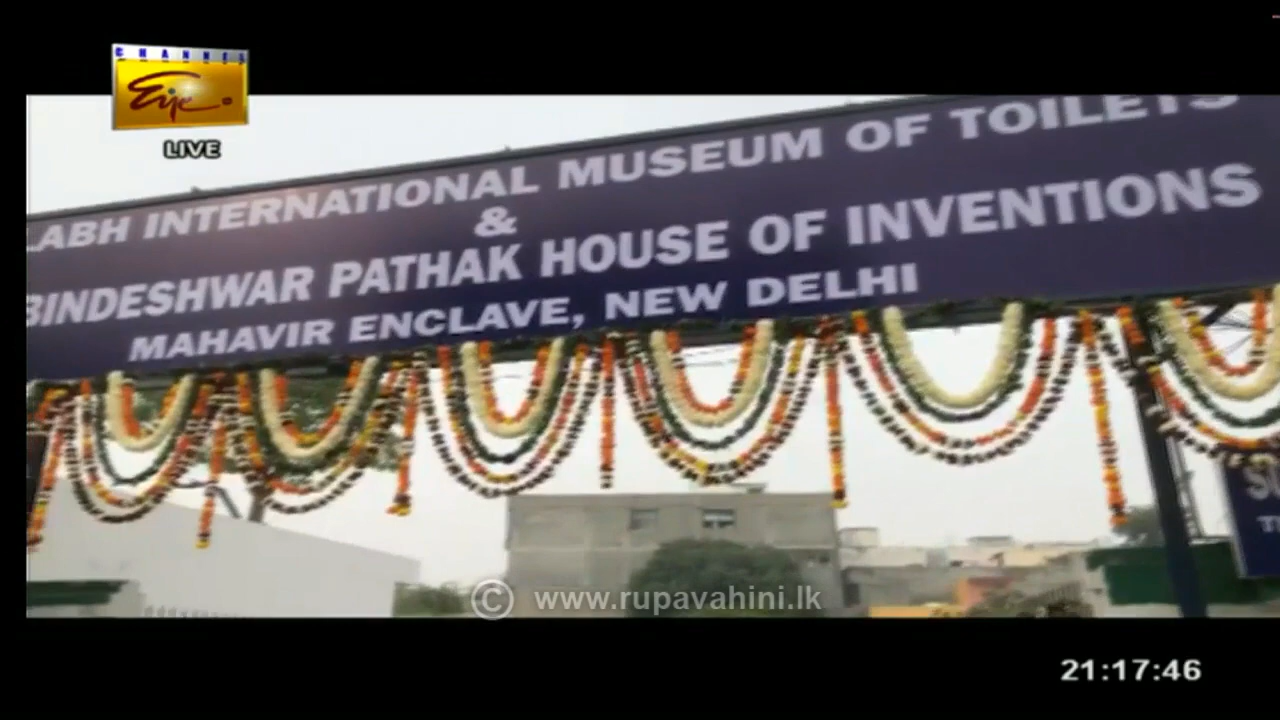 CHANNEL
Eye
LIVE
LABH INTERNATIONAL MUSEUM OF TOILETS
&
BINDESHWAR PATHAK HOUSE OF INVENTIONS
MAHAVIR ENCLAVE, NEW DELHI
© www.rupavahini.lk
21:17:46